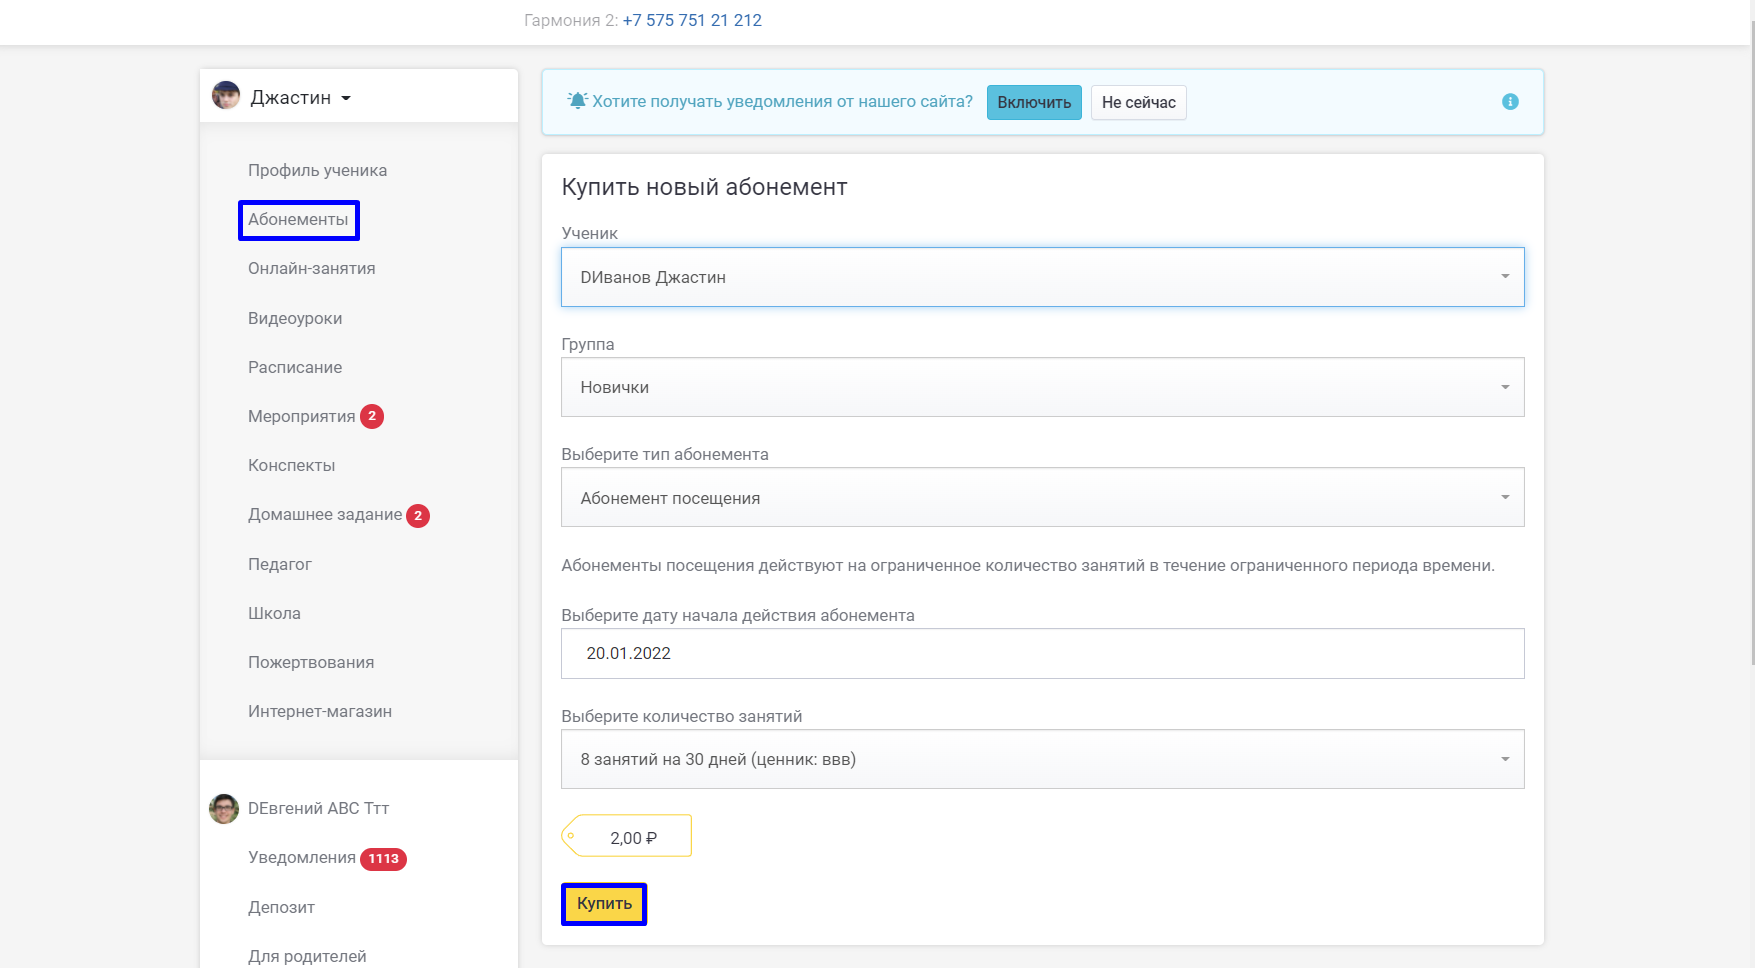 Гармония 2: +7 575 751 21 212
Джастин
Профиль ученика
Абонементы
Онлайн-занятия
Видеоуроки
Расписание
Мероприятия 2
Конспекты
Домашнее задание 2
Педагог
Школа
Пожертвования
Интернет-магазин
DЕвгений АВС Ттт
Уведомления 1113
Депозит
Для родителей
Хотите получать уведомления от нашего сайта? Включить Не сейчас
Купить новый абонемент
Ученик
DИванов Джастин
Группа
Новички
Выберите тип абонемента
Абонемент посещения
Абонементы посещения действуют на ограниченное количество занятий в течение ограниченного периода времени.
Выберите дату начала действия абонемента
20.01.2022
Выберите количество занятий
8 занятий на 30 дней (ценник: ввв)
2,00 ₽
Купить